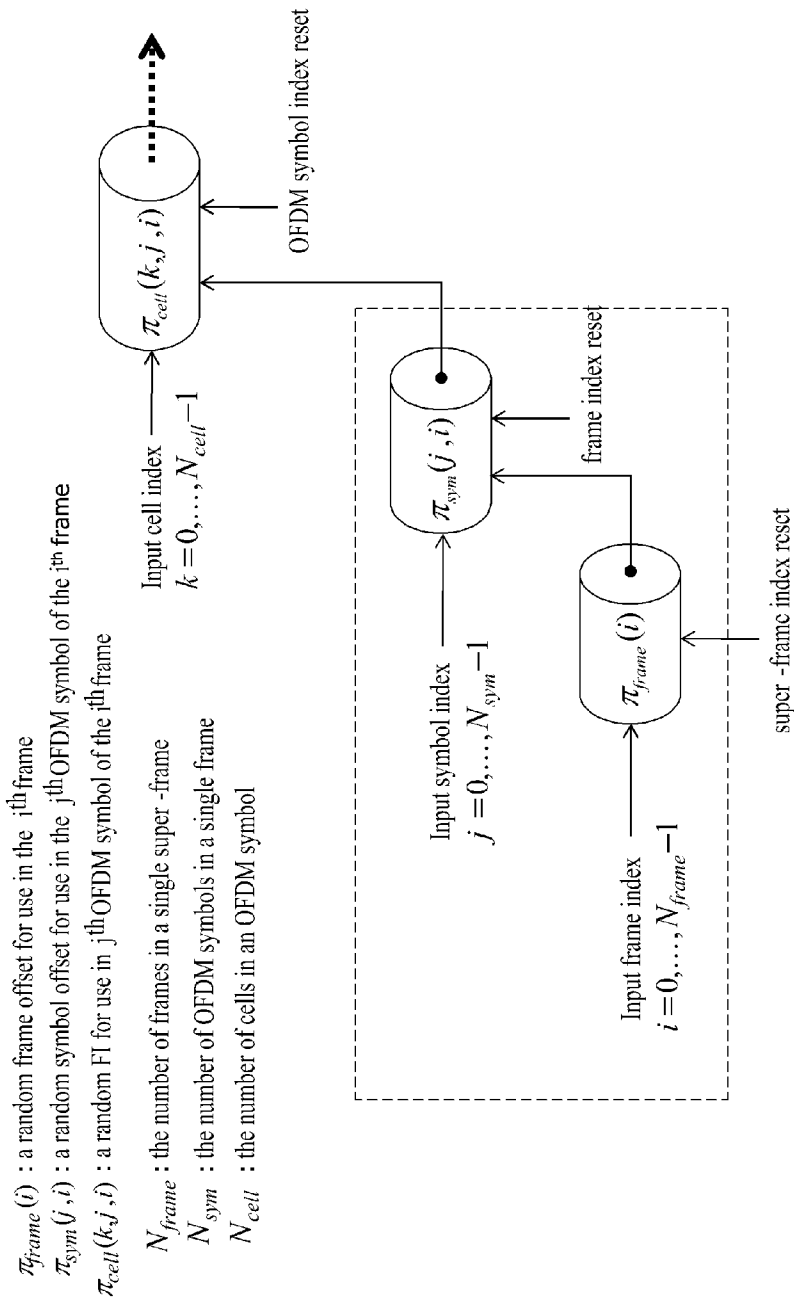 π_frame(i) : a random frame offset for use in the i^th frame
π_sym(j,i) : a random symbol offset for use in the j^th OFDM symbol of the i^th frame
π_cell(k,j,i) : a random FI for use in j^th OFDM symbol of the i^th frame
N_frame : the number of frames in a single super -frame
N_sym : the number of OFDM symbols in a single frame
N_cell : the number of cells in an OFDM symbol
Input cell index
k=0,…,N_cell−1
π_cell(k,j,i)
OFDM symbol index reset
Input symbol index
j=0,…,N_sym−1
π_sym(j,i)
frame index reset
Input frame index
i=0,…,N_frame−1
π_frame(i)
super -frame index reset